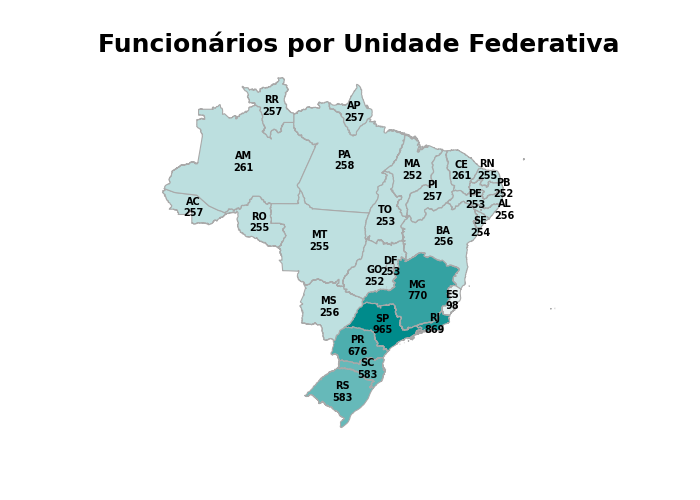 Funcionários por Unidade Federativa
RR
257
AP
257
AM
261
PA
258
MA
252
CE
261
RN
255
PI
257
PB
252
PE
253
AL
256
SE
254
AC
257
RO
255
TO
253
BA
256
MT
255
DF
253
GO
252
MS
256
MG
770
ES
98
SP
965
RJ
869
PR
676
SC
583
RS
583